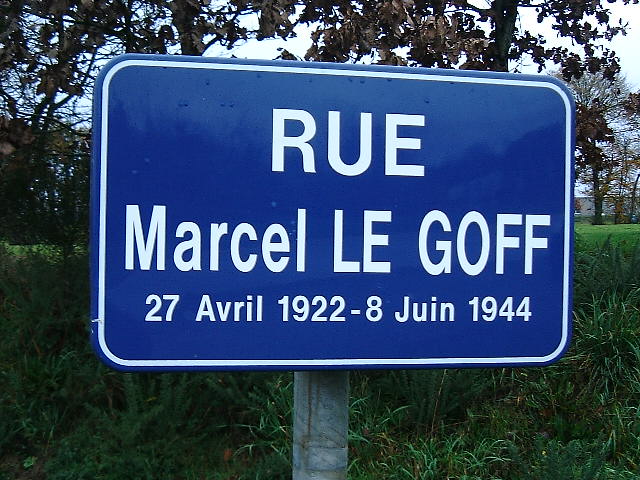 RUE
Marcel LE GOFF
27 Avril 1922-8 Juin 1944